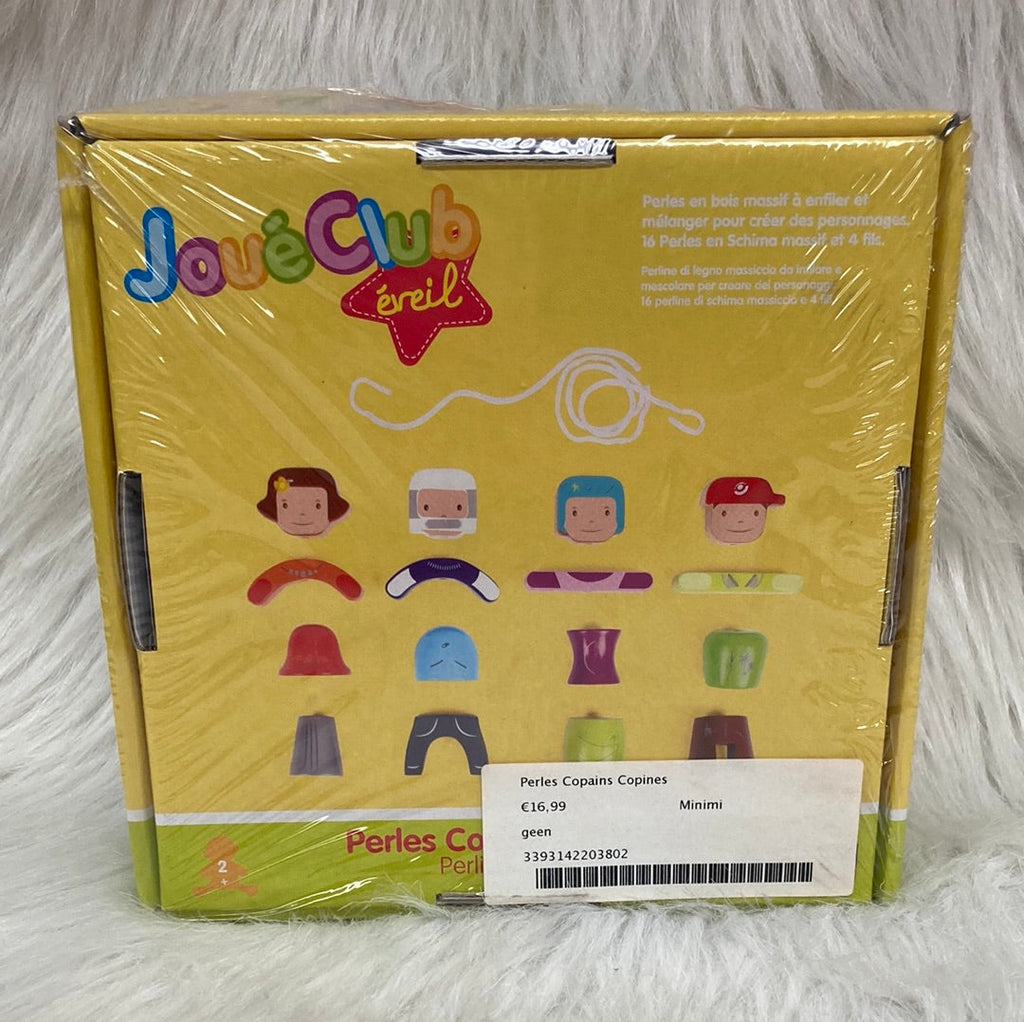 JouéClub
éveil
Perles en bois massif à enfiler et
mélanger pour créer des personnages.
16 Perles en Schima massif et 4 fils.
Perline di legno massiccio da infilare e
mescolare per creare dei personaggi.
16 perline di schima massiccio e 4 fili.
Perles Co
Perli
2
+
Perles Copains Copines
€16,99 Minimi
geen
3393142203802